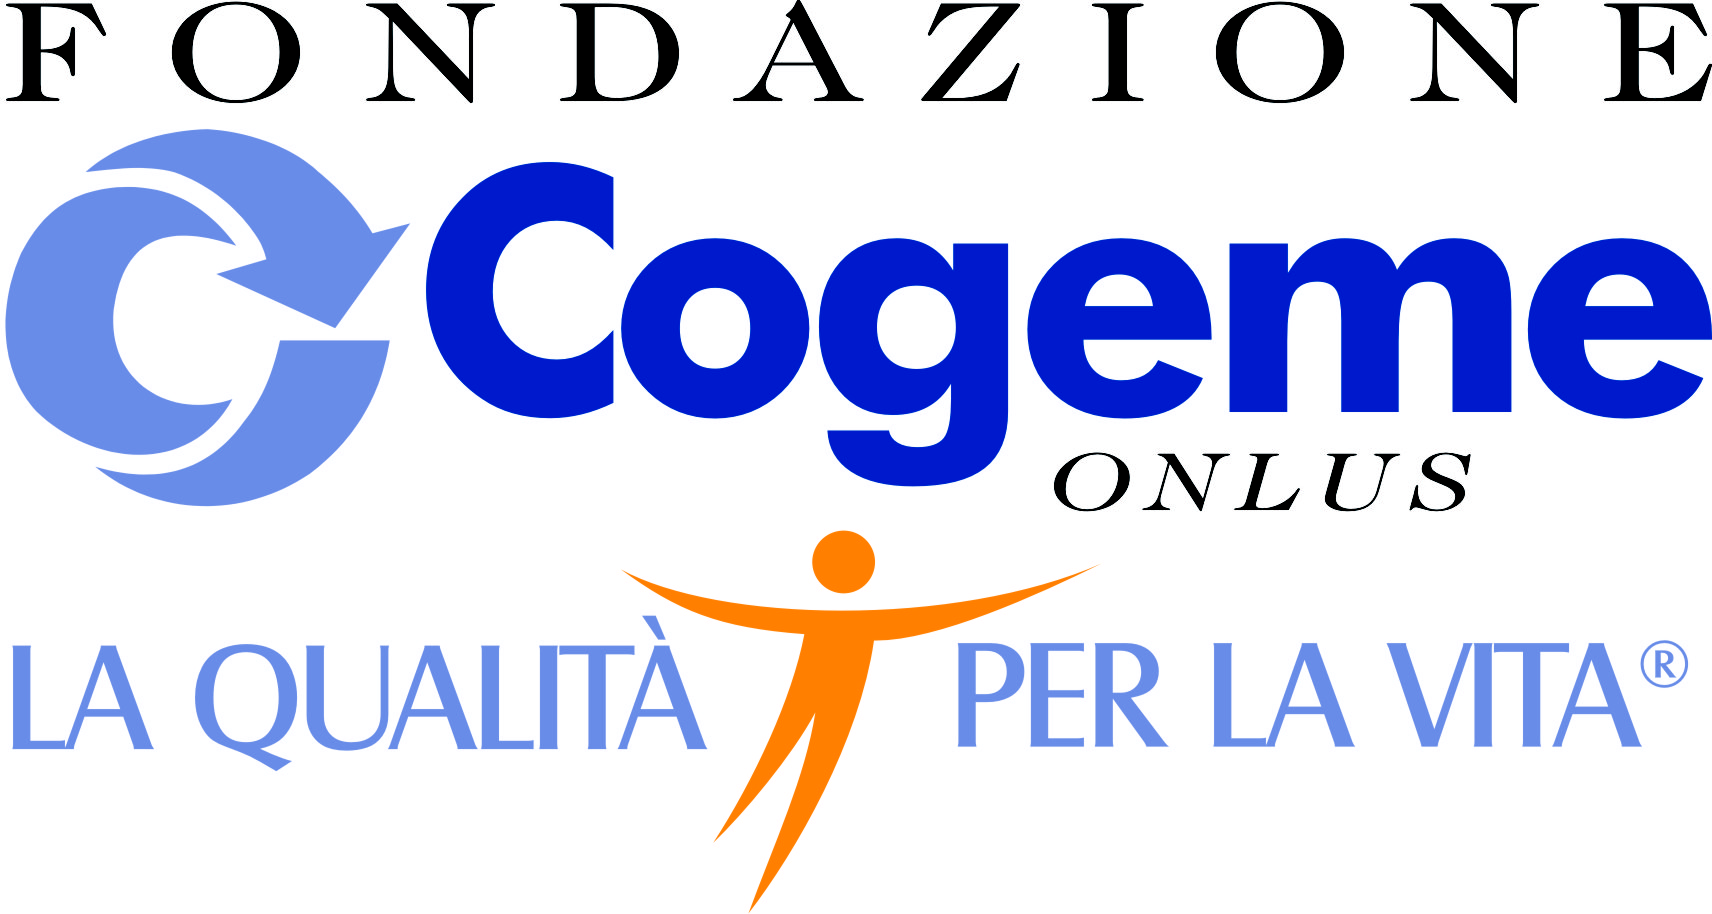 FONDAZIONE
Cogeme
ONLUS
LA QUALITÀ PER LA VITA®